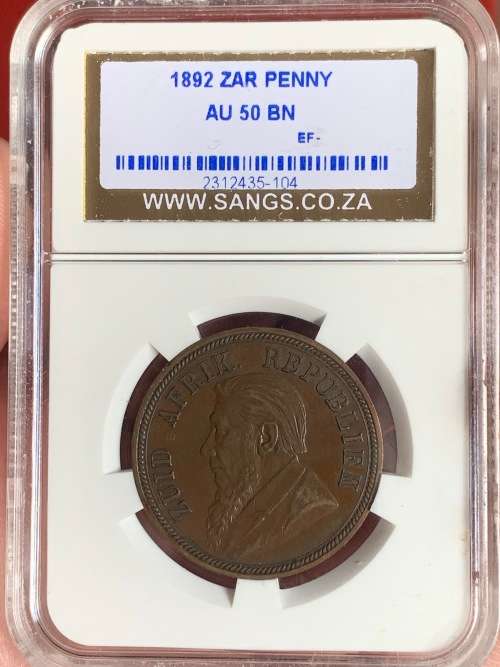 1892 ZAR PENNY
AU 50 BN
EF-
2312435-104
WWW.SANGS.CO.ZA
ZUID AFRIK. REPUBLIEK